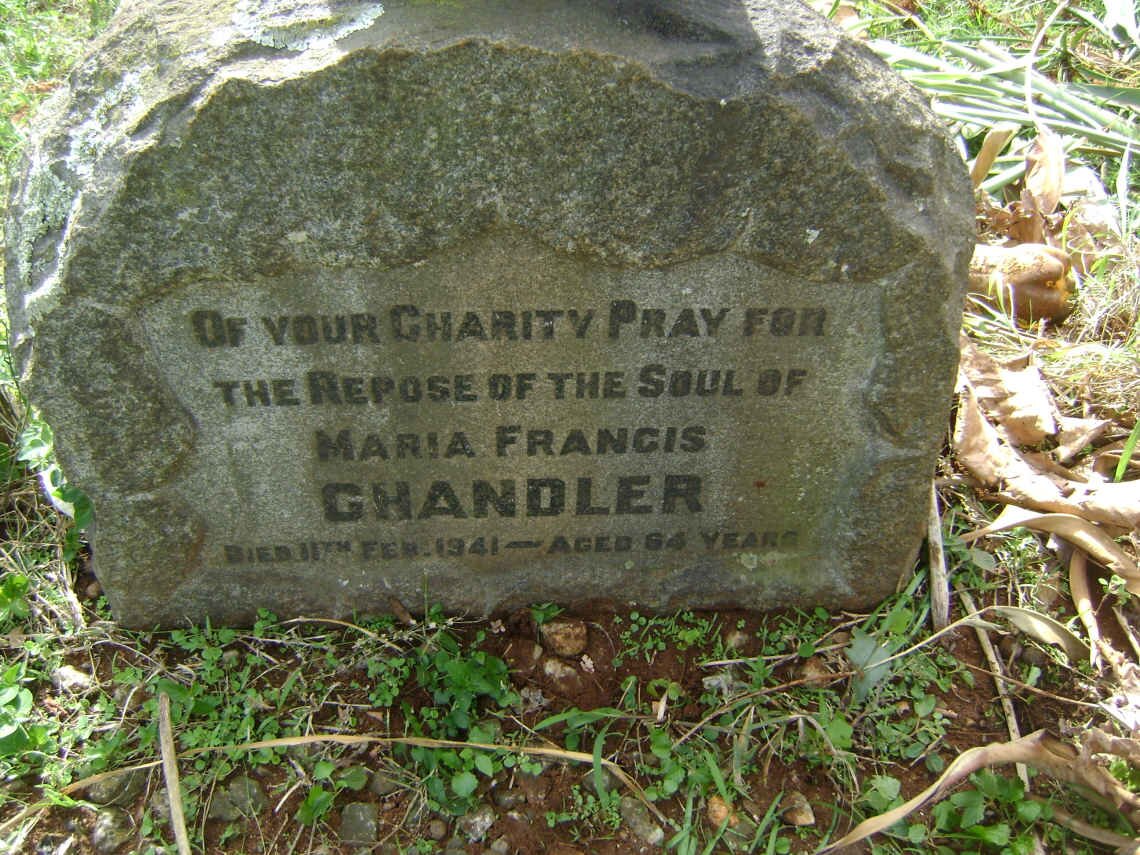 OF YOUR CHARITY PRAY FOR
THE REPOSE OF THE SOUL OF
MARIA FRANCIS
CHANDLER
DIED 11TH FEB. 1941 — AGED 64 YEARS